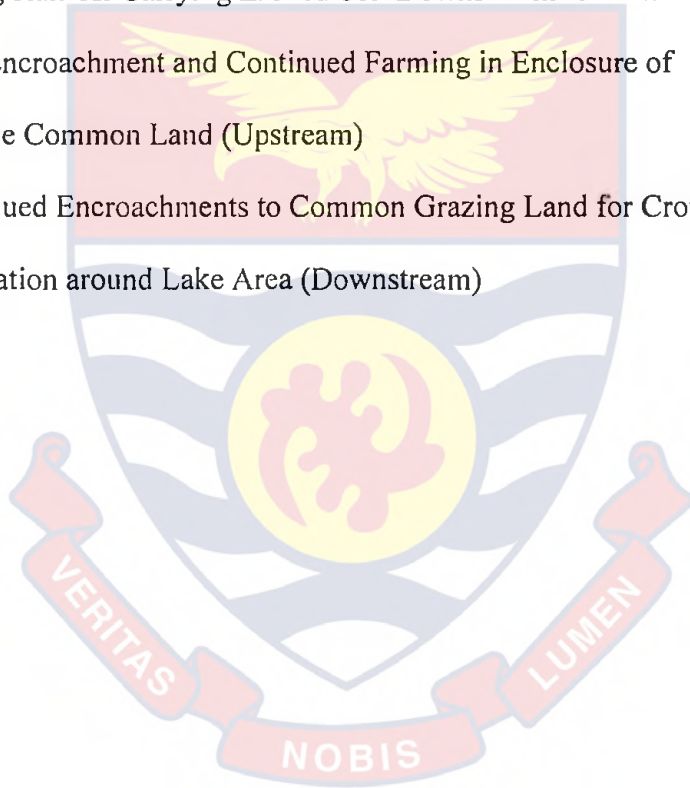 Encroachment and Continued Farming in Enclosure of
e Common Land (Upstream)
ued Encroachments to Common Grazing Land for Cro
ation around Lake Area (Downstream)
VERITAS
NOBIS
LUMEN